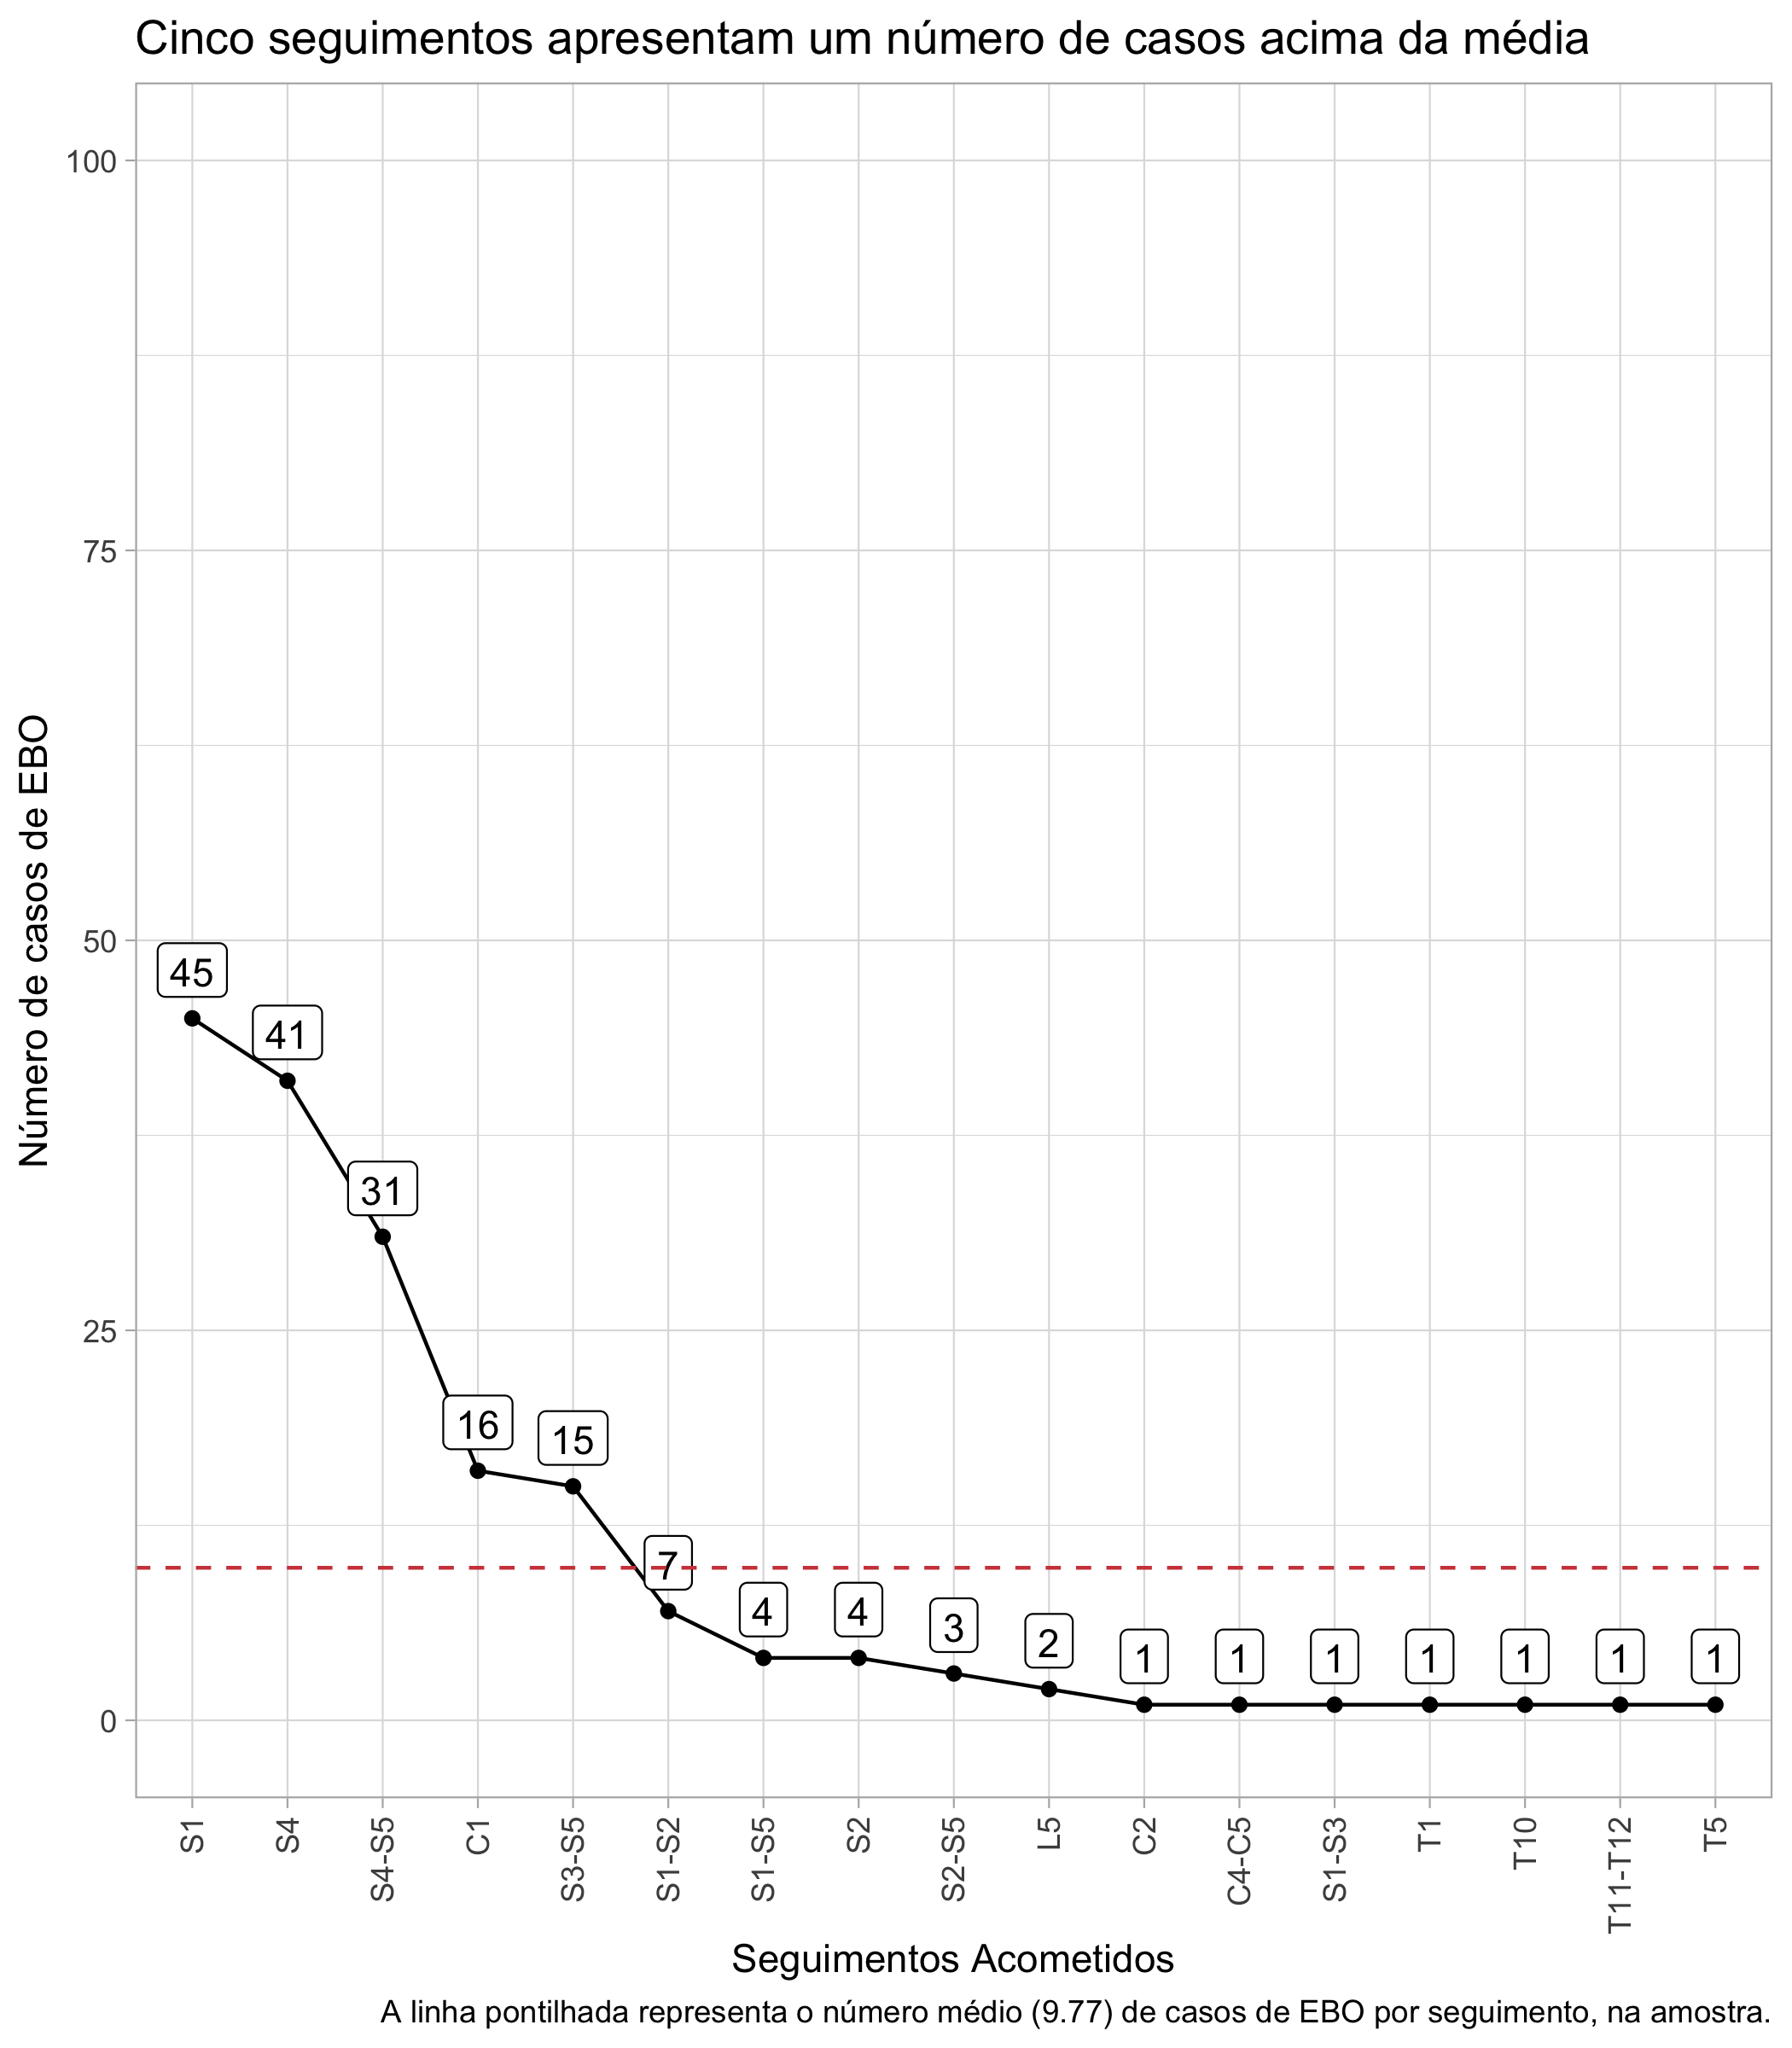 Cinco seguimentos apresentam um número de casos acima da média
Número de casos de EBO
100
75
50
25
0
45
41
31
16
15
7
4
4
3
2
1
1
1
1
1
1
1
S1
S4
S4-S5
C1
S3-S5
S1-S2
S1-S5
S2
S2-S5
L5
C2
C4-C5
S1-S3
T1
T10
T11-T12
T5
Seguimentos Acometidos
A linha pontilhada representa o número médio (9.77) de casos de EBO por seguimento, na amostra.